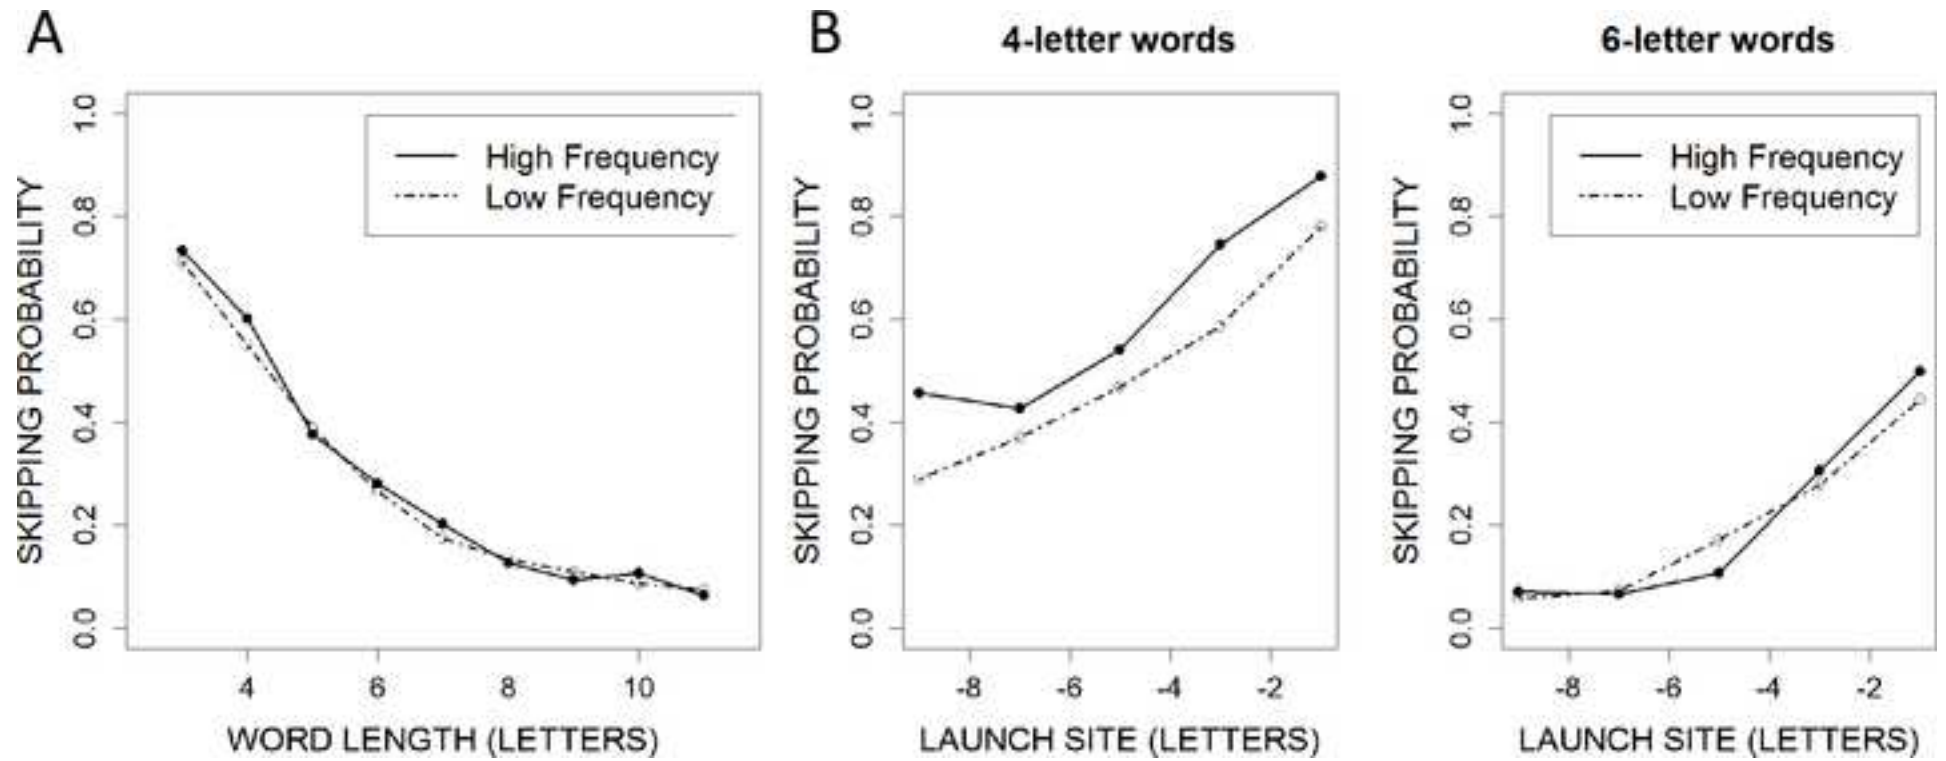 A
SKIPPING PROBABILITY
1.0
0.8
0.6
0.4
0.2
0.0
High Frequency
Low Frequency
4
6
8
10
WORD LENGTH (LETTERS)
B
4-letter words
SKIPPING PROBABILITY
1.0
0.8
0.6
0.4
0.2
0.0
-8
-6
-4
-2
LAUNCH SITE (LETTERS)
6-letter words
SKIPPING PROBABILITY
1.0
0.8
0.6
0.4
0.2
0.0
High Frequency
Low Frequency
-8
-6
-4
-2
LAUNCH SITE (LETTERS)